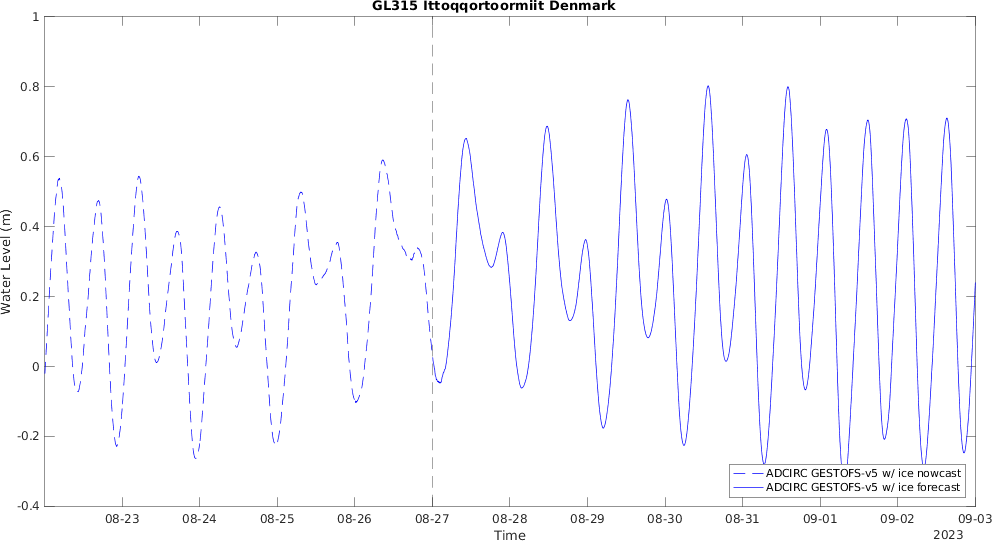 GL315 Ittoqqortoormiit Denmark
Water Level (m)
1
0.8
0.6
0.4
0.2
0
-0.2
-0.4
ADCIRC GESTOFS-v5 w/ ice nowcast
ADCIRC GESTOFS-v5 w/ ice forecast
08-23 08-24 08-25 08-26 08-27 08-28 08-29 08-30 08-31 09-01 09-02 09-03
Time
2023